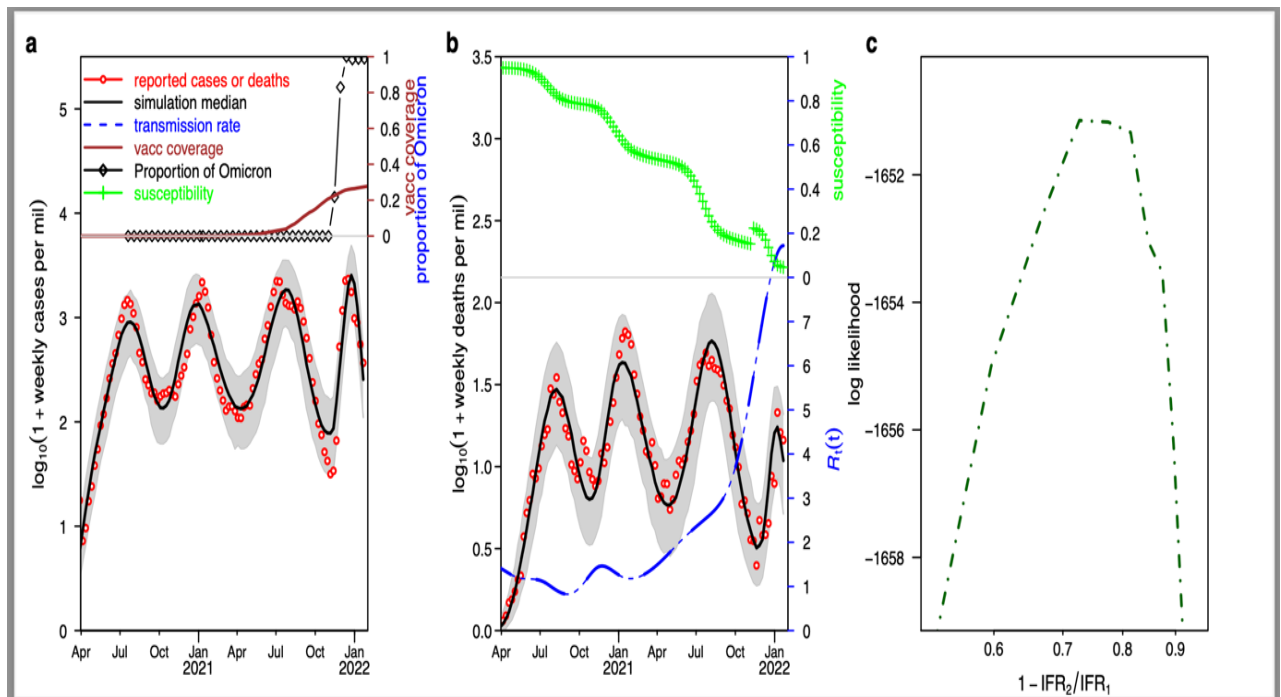 a
log₁₀(1 + weekly cases per mil)
5
4
3
2
1
0
reported cases or deaths
simulation median
transmission rate
vacc coverage
Proportion of Omicron
susceptibility
1
0.8
0.6
0.4
0.2
0
vacc coverage
proportion of Omicron
Apr Jul Oct Jan Apr Jul Oct Jan
2021 2022
b
log₁₀(1 + weekly deaths per mil)
3.5
3.0
2.5
2.0
1.5
1.0
0.5
0.0
1
0.8
0.6
0.4
0.2
0
susceptibility
7
6
5
4
3
2
1
0
Rₜ(t)
Apr Jul Oct Jan Apr Jul Oct Jan
2021 2022
c
log likelihood
-1652
-1654
-1656
-1658
0.6 0.7 0.8 0.9
1 − IFR₂/IFR₁